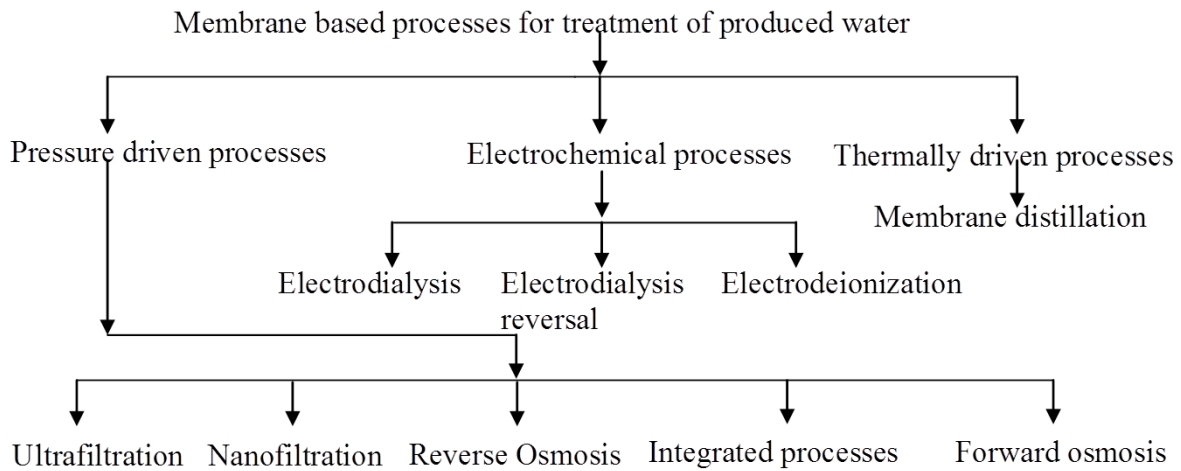 Membrane based processes for treatment of produced water
Pressure driven processes
Electrochemical processes
Thermally driven processes
Membrane distillation
Electrodialysis
Electrodialysis
reversal
Electrodeionization
Ultrafiltration
Nanofiltration
Reverse Osmosis
Integrated processes
Forward osmosis